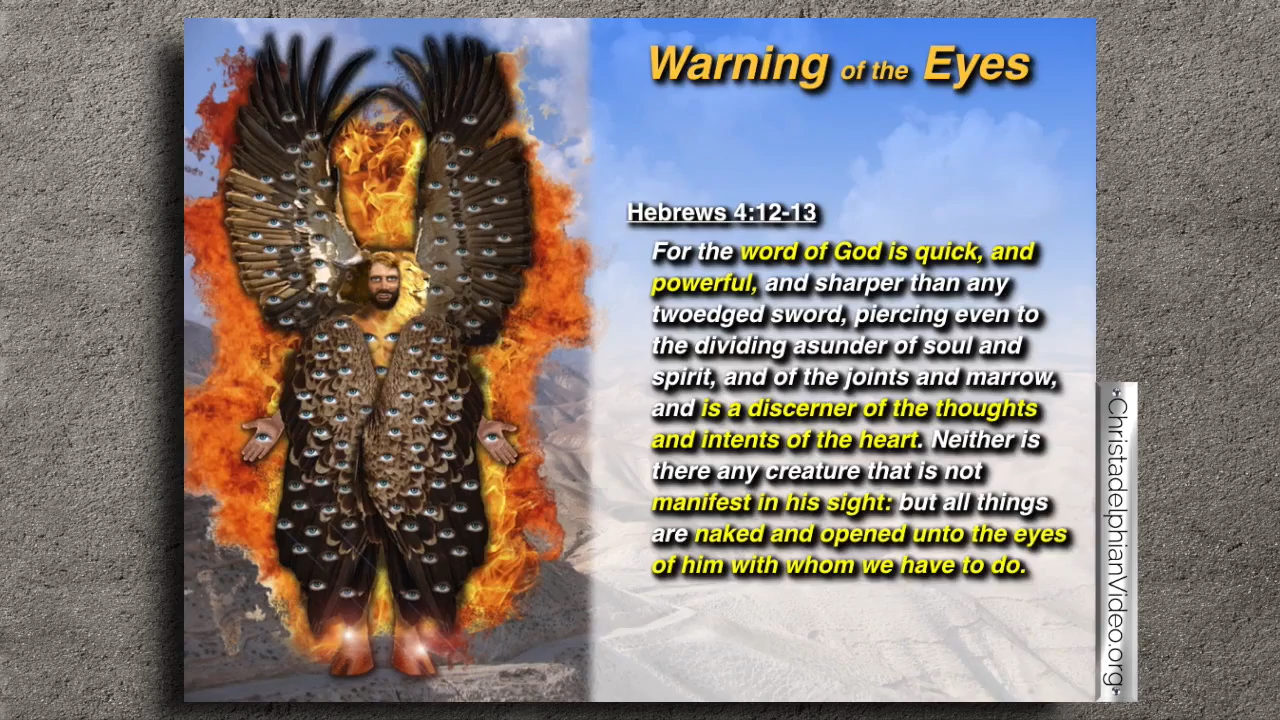 Warning of the Eyes
Hebrews 4:12-13
For the word of God is quick, and
powerful, and sharper than any
twoedged sword, piercing even to
the dividing asunder of soul and
spirit, and of the joints and marrow,
and is a discerner of the thoughts
and intents of the heart. Neither is
there any creature that is not
manifest in his sight: but all things
are naked and opened unto the eyes
of him with whom we have to do.
ChristadelphianVideo.org